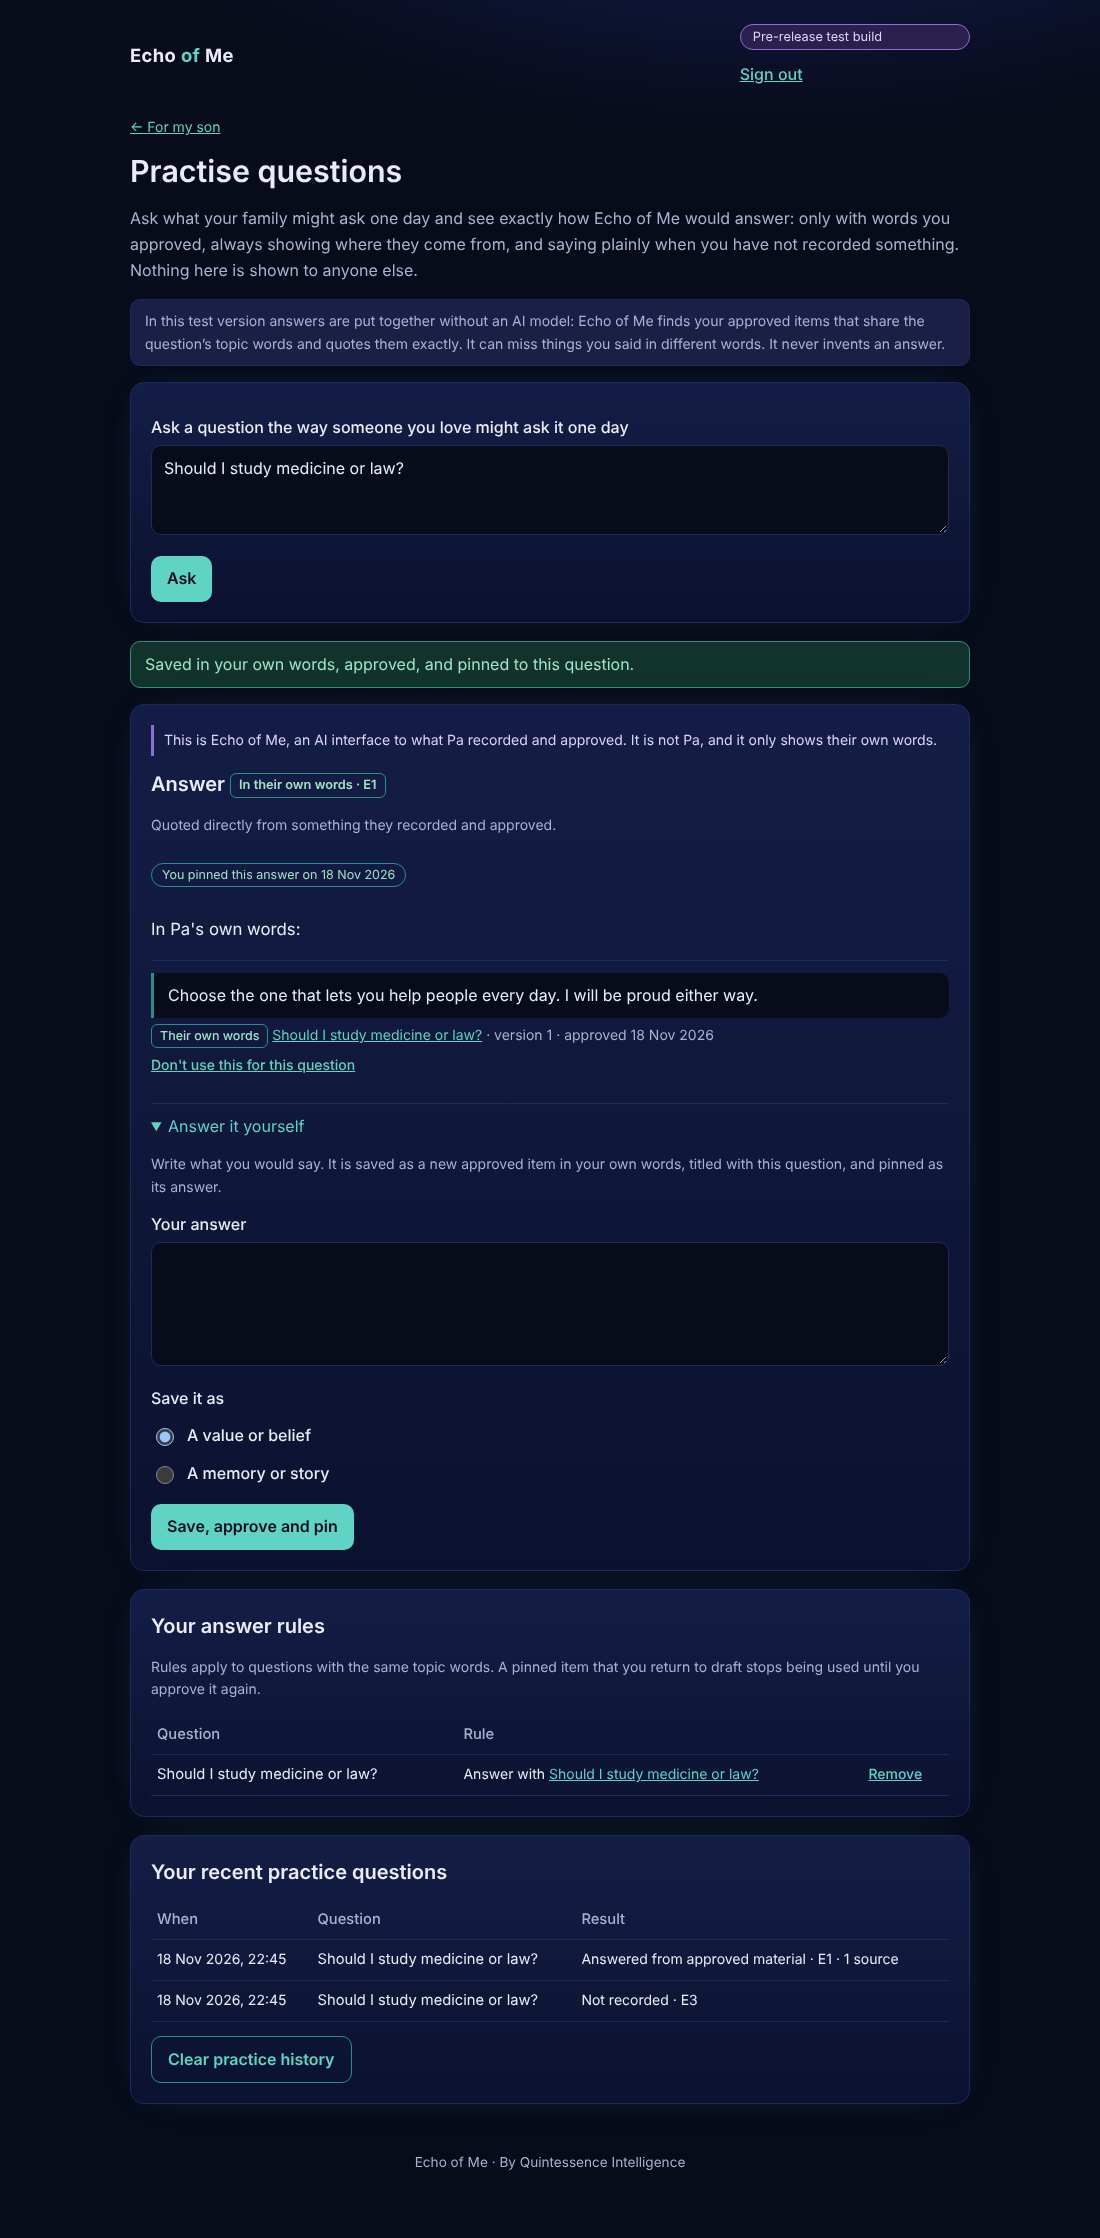 Echo of Me
Pre-release test build
Sign out
← For my son
Practise questions
Ask what your family might ask one day and see exactly how Echo of Me would answer: only with words you
approved, always showing where they come from, and saying plainly when you have not recorded something.
Nothing here is shown to anyone else.
In this test version answers are put together without an AI model: Echo of Me finds your approved items that share the
question’s topic words and quotes them exactly. It can miss things you said in different words. It never invents an answer.
Ask a question the way someone you love might ask it one day
Should I study medicine or law?
Ask
Saved in your own words, approved, and pinned to this question.
This is Echo of Me, an AI interface to what Pa recorded and approved. It is not Pa, and it only shows their own words.
Answer In their own words · E1
Quoted directly from something they recorded and approved.
You pinned this answer on 18 Nov 2026
In Pa's own words:
Choose the one that lets you help people every day. I will be proud either way.
Their own words Should I study medicine or law? · version 1 · approved 18 Nov 2026
Don't use this for this question
▼ Answer it yourself
Write what you would say. It is saved as a new approved item in your own words, titled with this question, and pinned as
its answer.
Your answer
Save it as
A value or belief
A memory or story
Save, approve and pin
Your answer rules
Rules apply to questions with the same topic words. A pinned item that you return to draft stops being used until you
approve it again.
Question Rule
Should I study medicine or law? Answer with Should I study medicine or law? Remove
Your recent practice questions
When Question Result
18 Nov 2026, 22:45 Should I study medicine or law? Answered from approved material · E1 · 1 source
18 Nov 2026, 22:45 Should I study medicine or law? Not recorded · E3
Clear practice history
Echo of Me · By Quintessence Intelligence